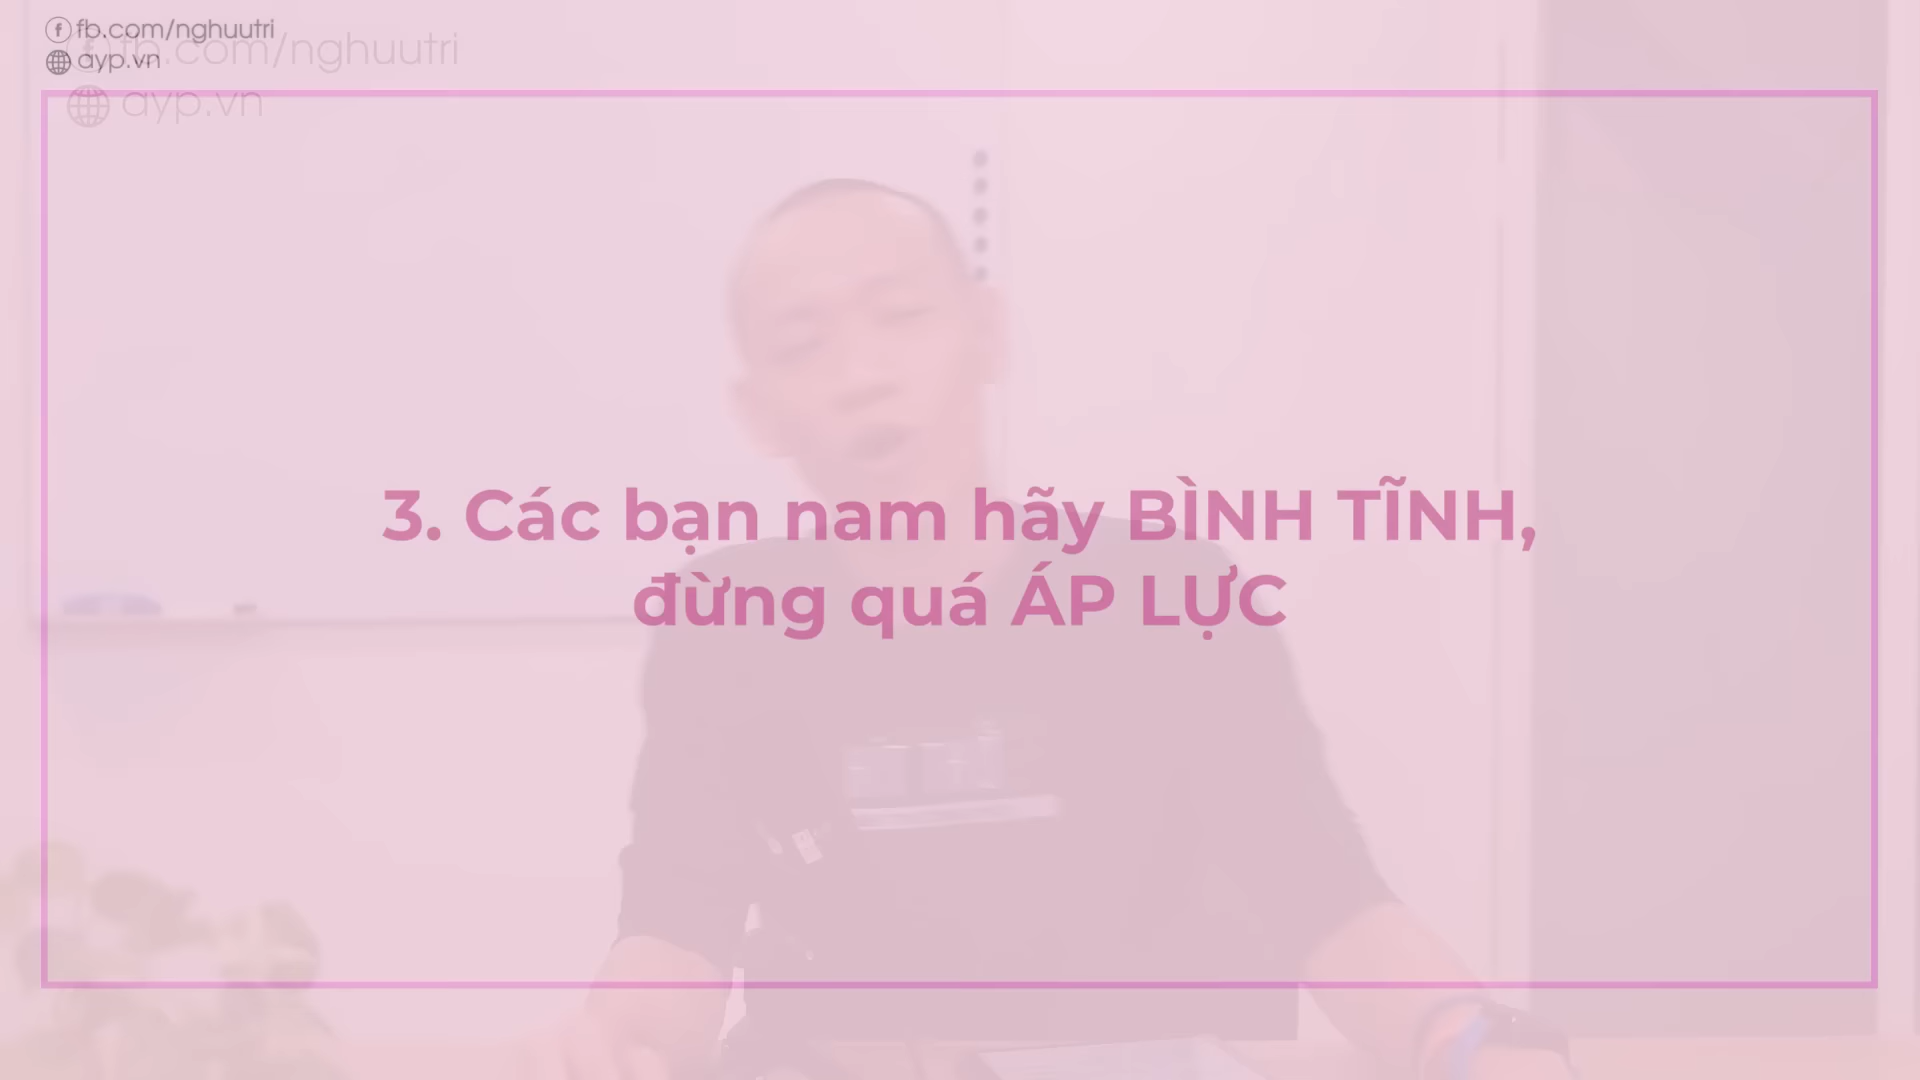 fb.com/nghuutri
ayp.vn
fb.com/nghuutri
ayp.vn
3. Các bạn nam hãy BÌNH TĨNH,
đừng quá ÁP LỰC